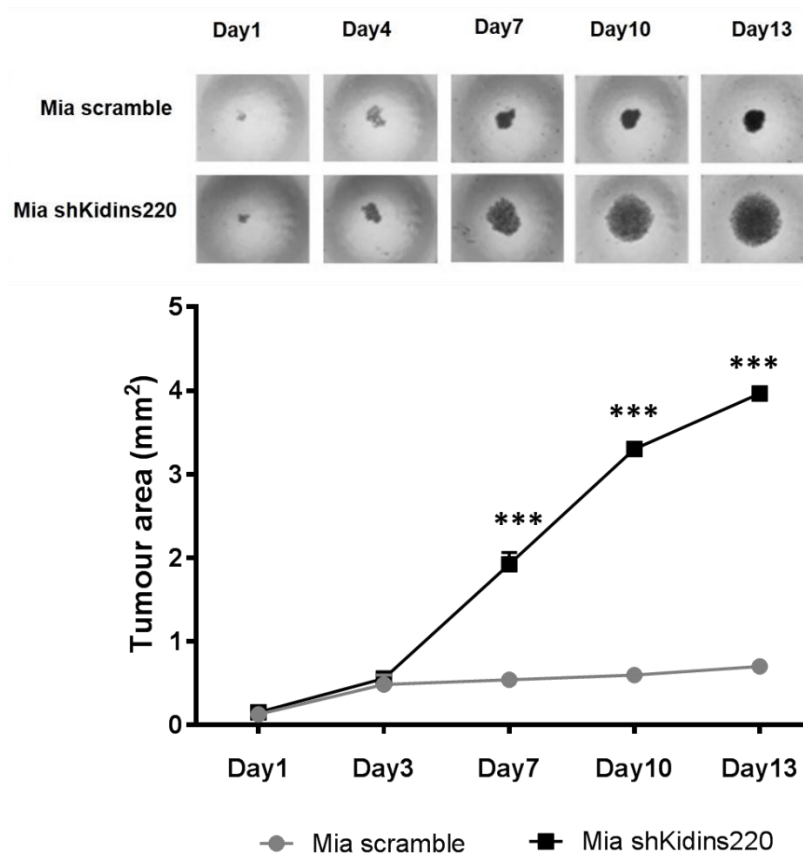 Day1 Day4 Day7 Day10 Day13
Mia scramble
Mia shKidins220
5
4
3
2
1
0
Tumour area (mm²)
***
***
***
Day1 Day3 Day7 Day10 Day13
Mia scramble Mia shKidins220